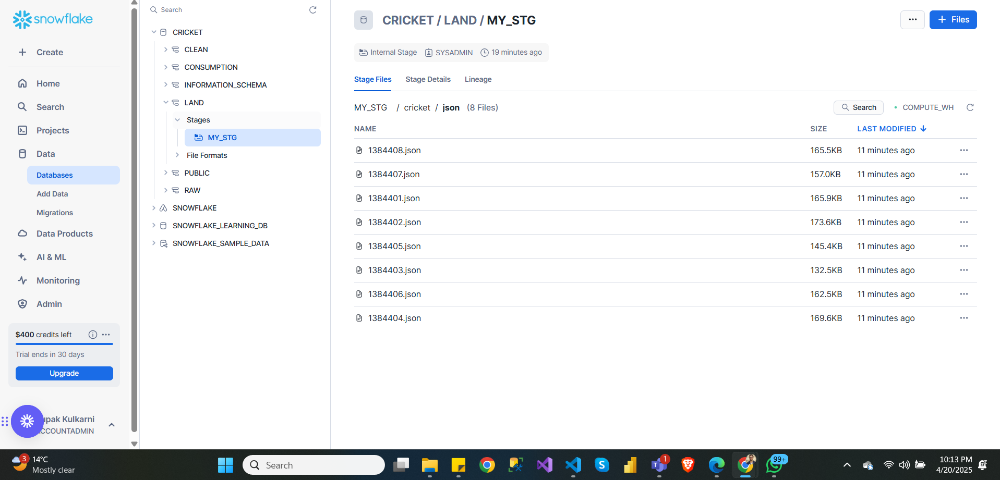 snowflake
Create
Home
Search
Projects
Data
Databases
Add Data
Migrations
Data Products
AI & ML
Monitoring
Admin
$400 credits left
Trial ends in 30 days
Upgrade
Kulkarni
Search
CRICKET
CLEAN
CONSUMPTION
INFORMATION_SCHEMA
LAND
Stages
MY_STG
File Formats
PUBLIC
RAW
SNOWFLAKE
SNOWFLAKE_LEARNING_DB
SNOWFLAKE_SAMPLE_DATA
CRICKET / LAND / MY_STG
... + Files
Internal Stage SYSADMIN 19 minutes ago
Stage Files Stage Details Lineage
MY_STG / cricket / json (8 Files) Search COMPUTE_WH
NAME SIZE LAST MODIFIED
1384408.json 165.5KB 11 minutes ago
1384407.json 157.0KB 11 minutes ago
1384401.json 165.9KB 11 minutes ago
1384402.json 173.6KB 11 minutes ago
1384405.json 145.4KB 11 minutes ago
1384403.json 132.5KB 11 minutes ago
1384406.json 162.5KB 11 minutes ago
1384404.json 169.6KB 11 minutes ago
3 14°C
Mostly clear
Search
1
99+
10:13 PM
4/20/2025